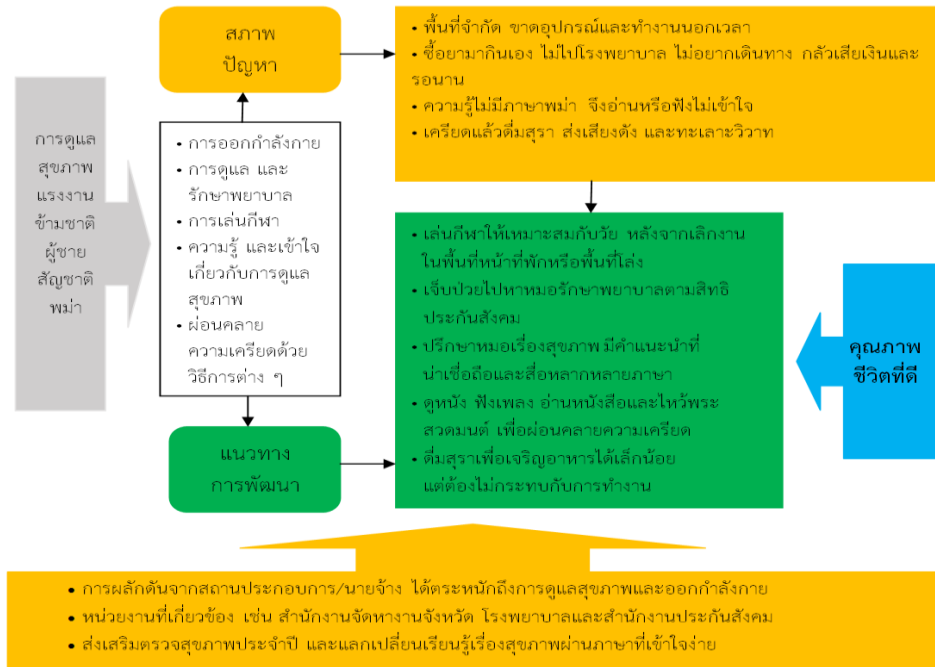 การดูแล
สุขภาพ
แรงงาน
ข้ามชาติ
ผู้ชาย
สัญชาติ
พม่า
สภาพ
ปัญหา
• พื้นที่จำกัด ขาดอุปกรณ์และทำงานนอกเวลา
• ซื้อยามากินเอง ไม่ไปโรงพยาบาล ไม่อยากเดินทาง กลัวเสียเงินและ
รอนาน
• ความรู้ไม่มีภาษาพม่า จึงอ่านหรือฟังไม่เข้าใจ
• เครียดแล้วดื่มสุรา ส่งเสียงดัง และทะเลาะวิวาท
• การออกกำลังกาย
• การดูแล และ
รักษาพยาบาล
• การเล่นกีฬา
• ความรู้ และเข้าใจ
เกี่ยวกับการดูแล
สุขภาพ
• ผ่อนคลาย
ความเครียดด้วย
วิธีการต่าง ๆ
แนวทาง
การพัฒนา
• เล่นกีฬาให้เหมาะสมกับวัย หลังจากเลิกงาน
ในพื้นที่หน้าที่พักหรือพื้นที่โล่ง
• เจ็บป่วยไปหาหมอรักษาพยาบาลตามสิทธิ
ประกันสังคม
• ปรึกษาหมอเรื่องสุขภาพ มีคำแนะนำที่
น่าเชื่อถือและสื่อหลากหลายภาษา
• ดูหนัง ฟังเพลง อ่านหนังสือและไหว้พระ
สวดมนต์ เพื่อผ่อนคลายความเครียด
• ดื่มสุราเพื่อเจริญอาหารได้เล็กน้อย
แต่ต้องไม่กระทบกับการทำงาน
คุณภาพ
ชีวิตที่ดี
• การผลักดันจากสถานประกอบการ/นายจ้าง ได้ตระหนักถึงการดูแลสุขภาพและออกกำลังกาย
• หน่วยงานที่เกี่ยวข้อง เช่น สำนักงานจัดหางานจังหวัด โรงพยาบาลและสำนักงานประกันสังคม
• ส่งเสริมตรวจสุขภาพประจำปี และแลกเปลี่ยนเรียนรู้เรื่องสุขภาพผ่านภาษาที่เข้าใจง่าย